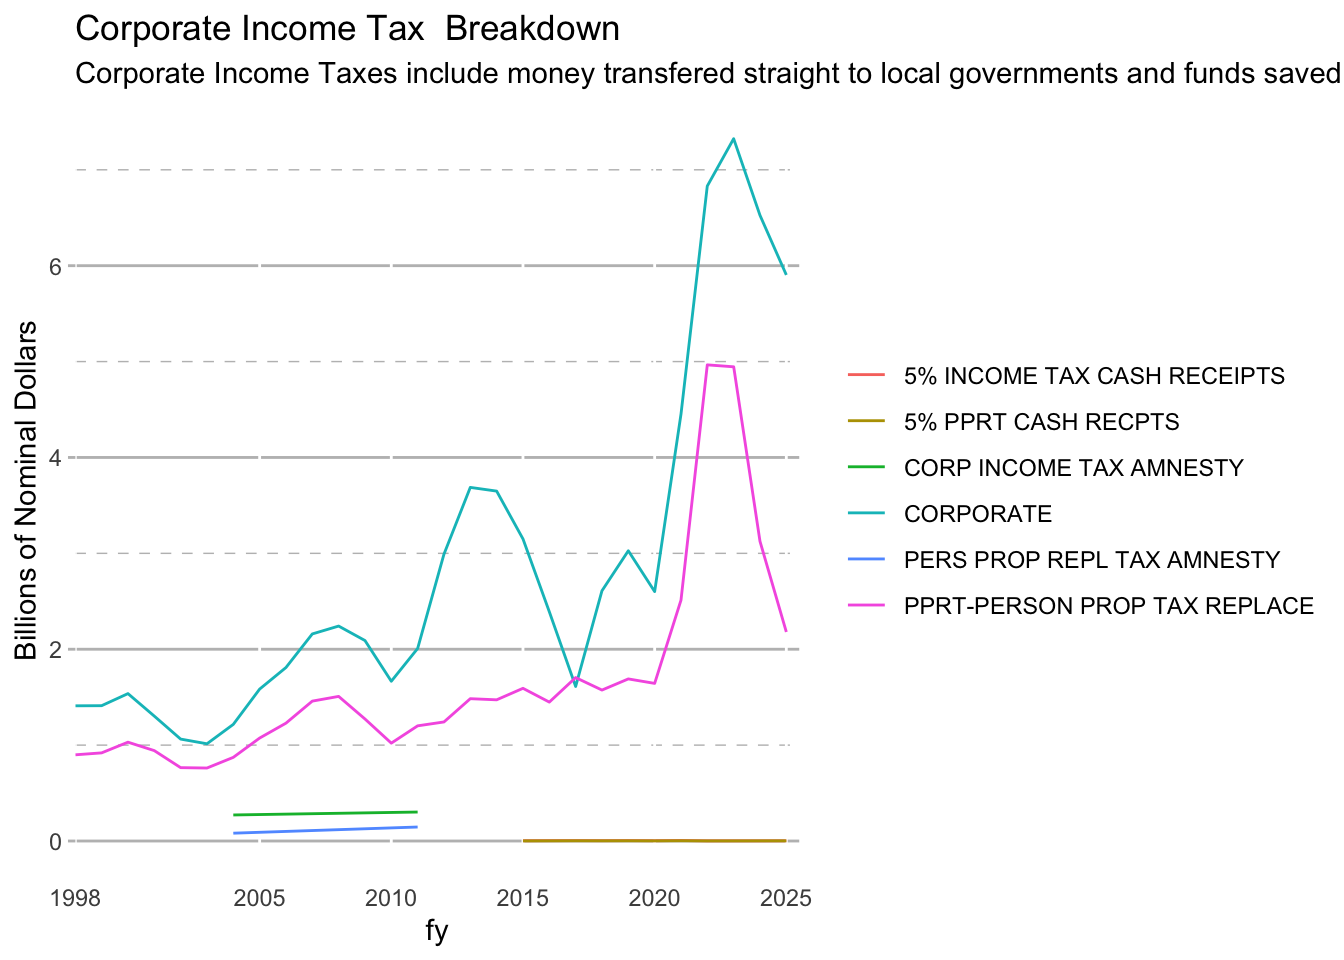 Corporate Income Tax  Breakdown
Corporate Income Taxes include money transfered straight to local governments and funds saved
Billions of Nominal Dollars
6
4
2
0
1998 2005 2010 2015 2020 2025
fy
5% INCOME TAX CASH RECEIPTS
5% PPRT CASH RECPTS
CORP INCOME TAX AMNESTY
CORPORATE
PERS PROP REPL TAX AMNESTY
PPRT-PERSON PROP TAX REPLACE